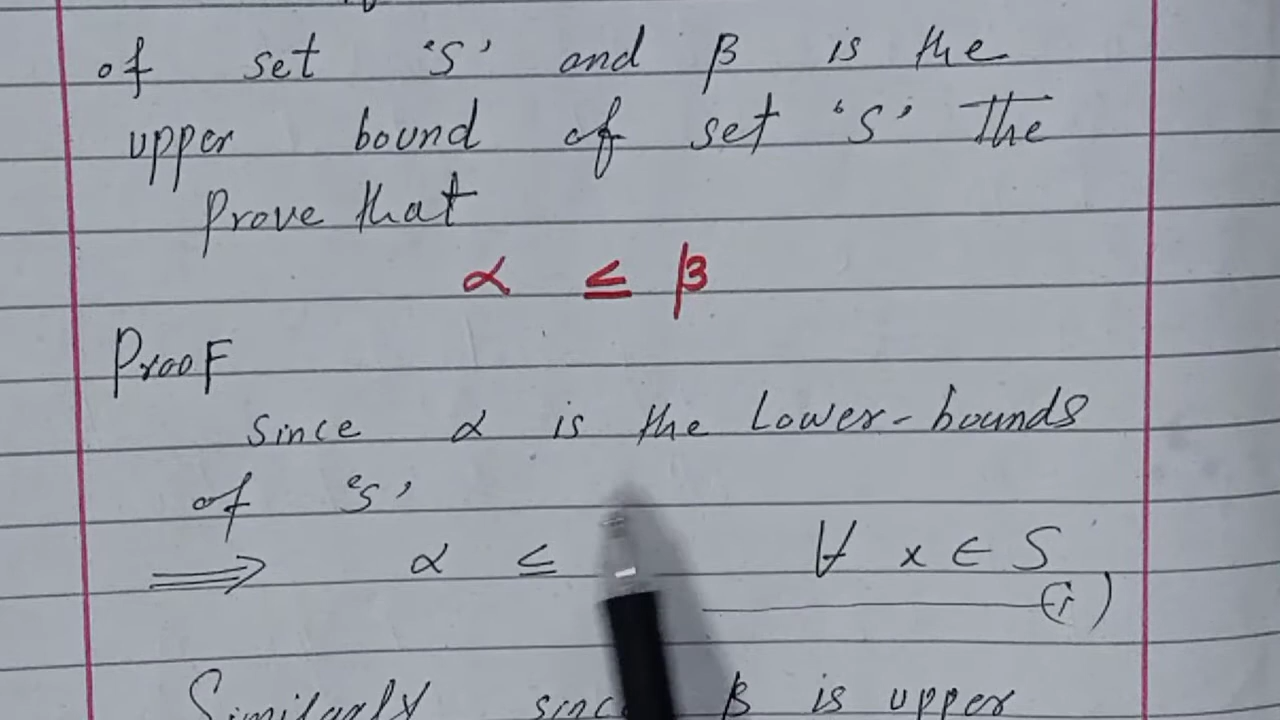 of set 'S' and β is the
upper bound of set 'S' The
Prove that
α ≤ β
Proof
Since α is the Lower-bounds
of 'S'
⟹ α ≤ ∀ x ∈ S
(i)
Similarly since β is upper